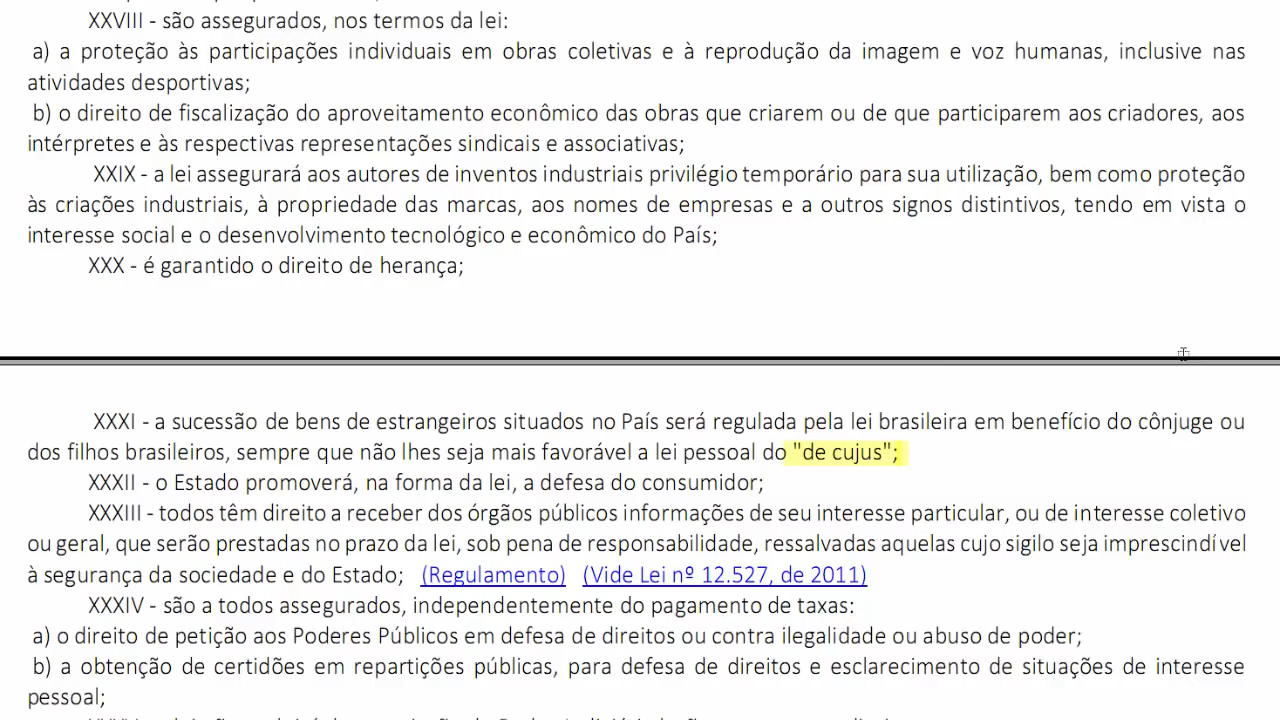 XXVIII - são assegurados, nos termos da lei:
a) a proteção às participações individuais em obras coletivas e à reprodução da imagem e voz humanas, inclusive nas
atividades desportivas;
b) o direito de fiscalização do aproveitamento econômico das obras que criarem ou de que participarem aos criadores, aos
intérpretes e às respectivas representações sindicais e associativas;
XXIX - a lei assegurará aos autores de inventos industriais privilégio temporário para sua utilização, bem como proteção
às criações industriais, à propriedade das marcas, aos nomes de empresas e a outros signos distintivos, tendo em vista o
interesse social e o desenvolvimento tecnológico e econômico do País;
XXX - é garantido o direito de herança;
XXXI - a sucessão de bens de estrangeiros situados no País será regulada pela lei brasileira em benefício do cônjuge ou
dos filhos brasileiros, sempre que não lhes seja mais favorável a lei pessoal do "de cujus";
XXXII - o Estado promoverá, na forma da lei, a defesa do consumidor;
XXXIII - todos têm direito a receber dos órgãos públicos informações de seu interesse particular, ou de interesse coletivo
ou geral, que serão prestadas no prazo da lei, sob pena de responsabilidade, ressalvadas aquelas cujo sigilo seja imprescindível
à segurança da sociedade e do Estado; (Regulamento) (Vide Lei nº 12.527, de 2011)
XXXIV - são a todos assegurados, independentemente do pagamento de taxas:
a) o direito de petição aos Poderes Públicos em defesa de direitos ou contra ilegalidade ou abuso de poder;
b) a obtenção de certidões em repartições públicas, para defesa de direitos e esclarecimento de situações de interesse
pessoal;